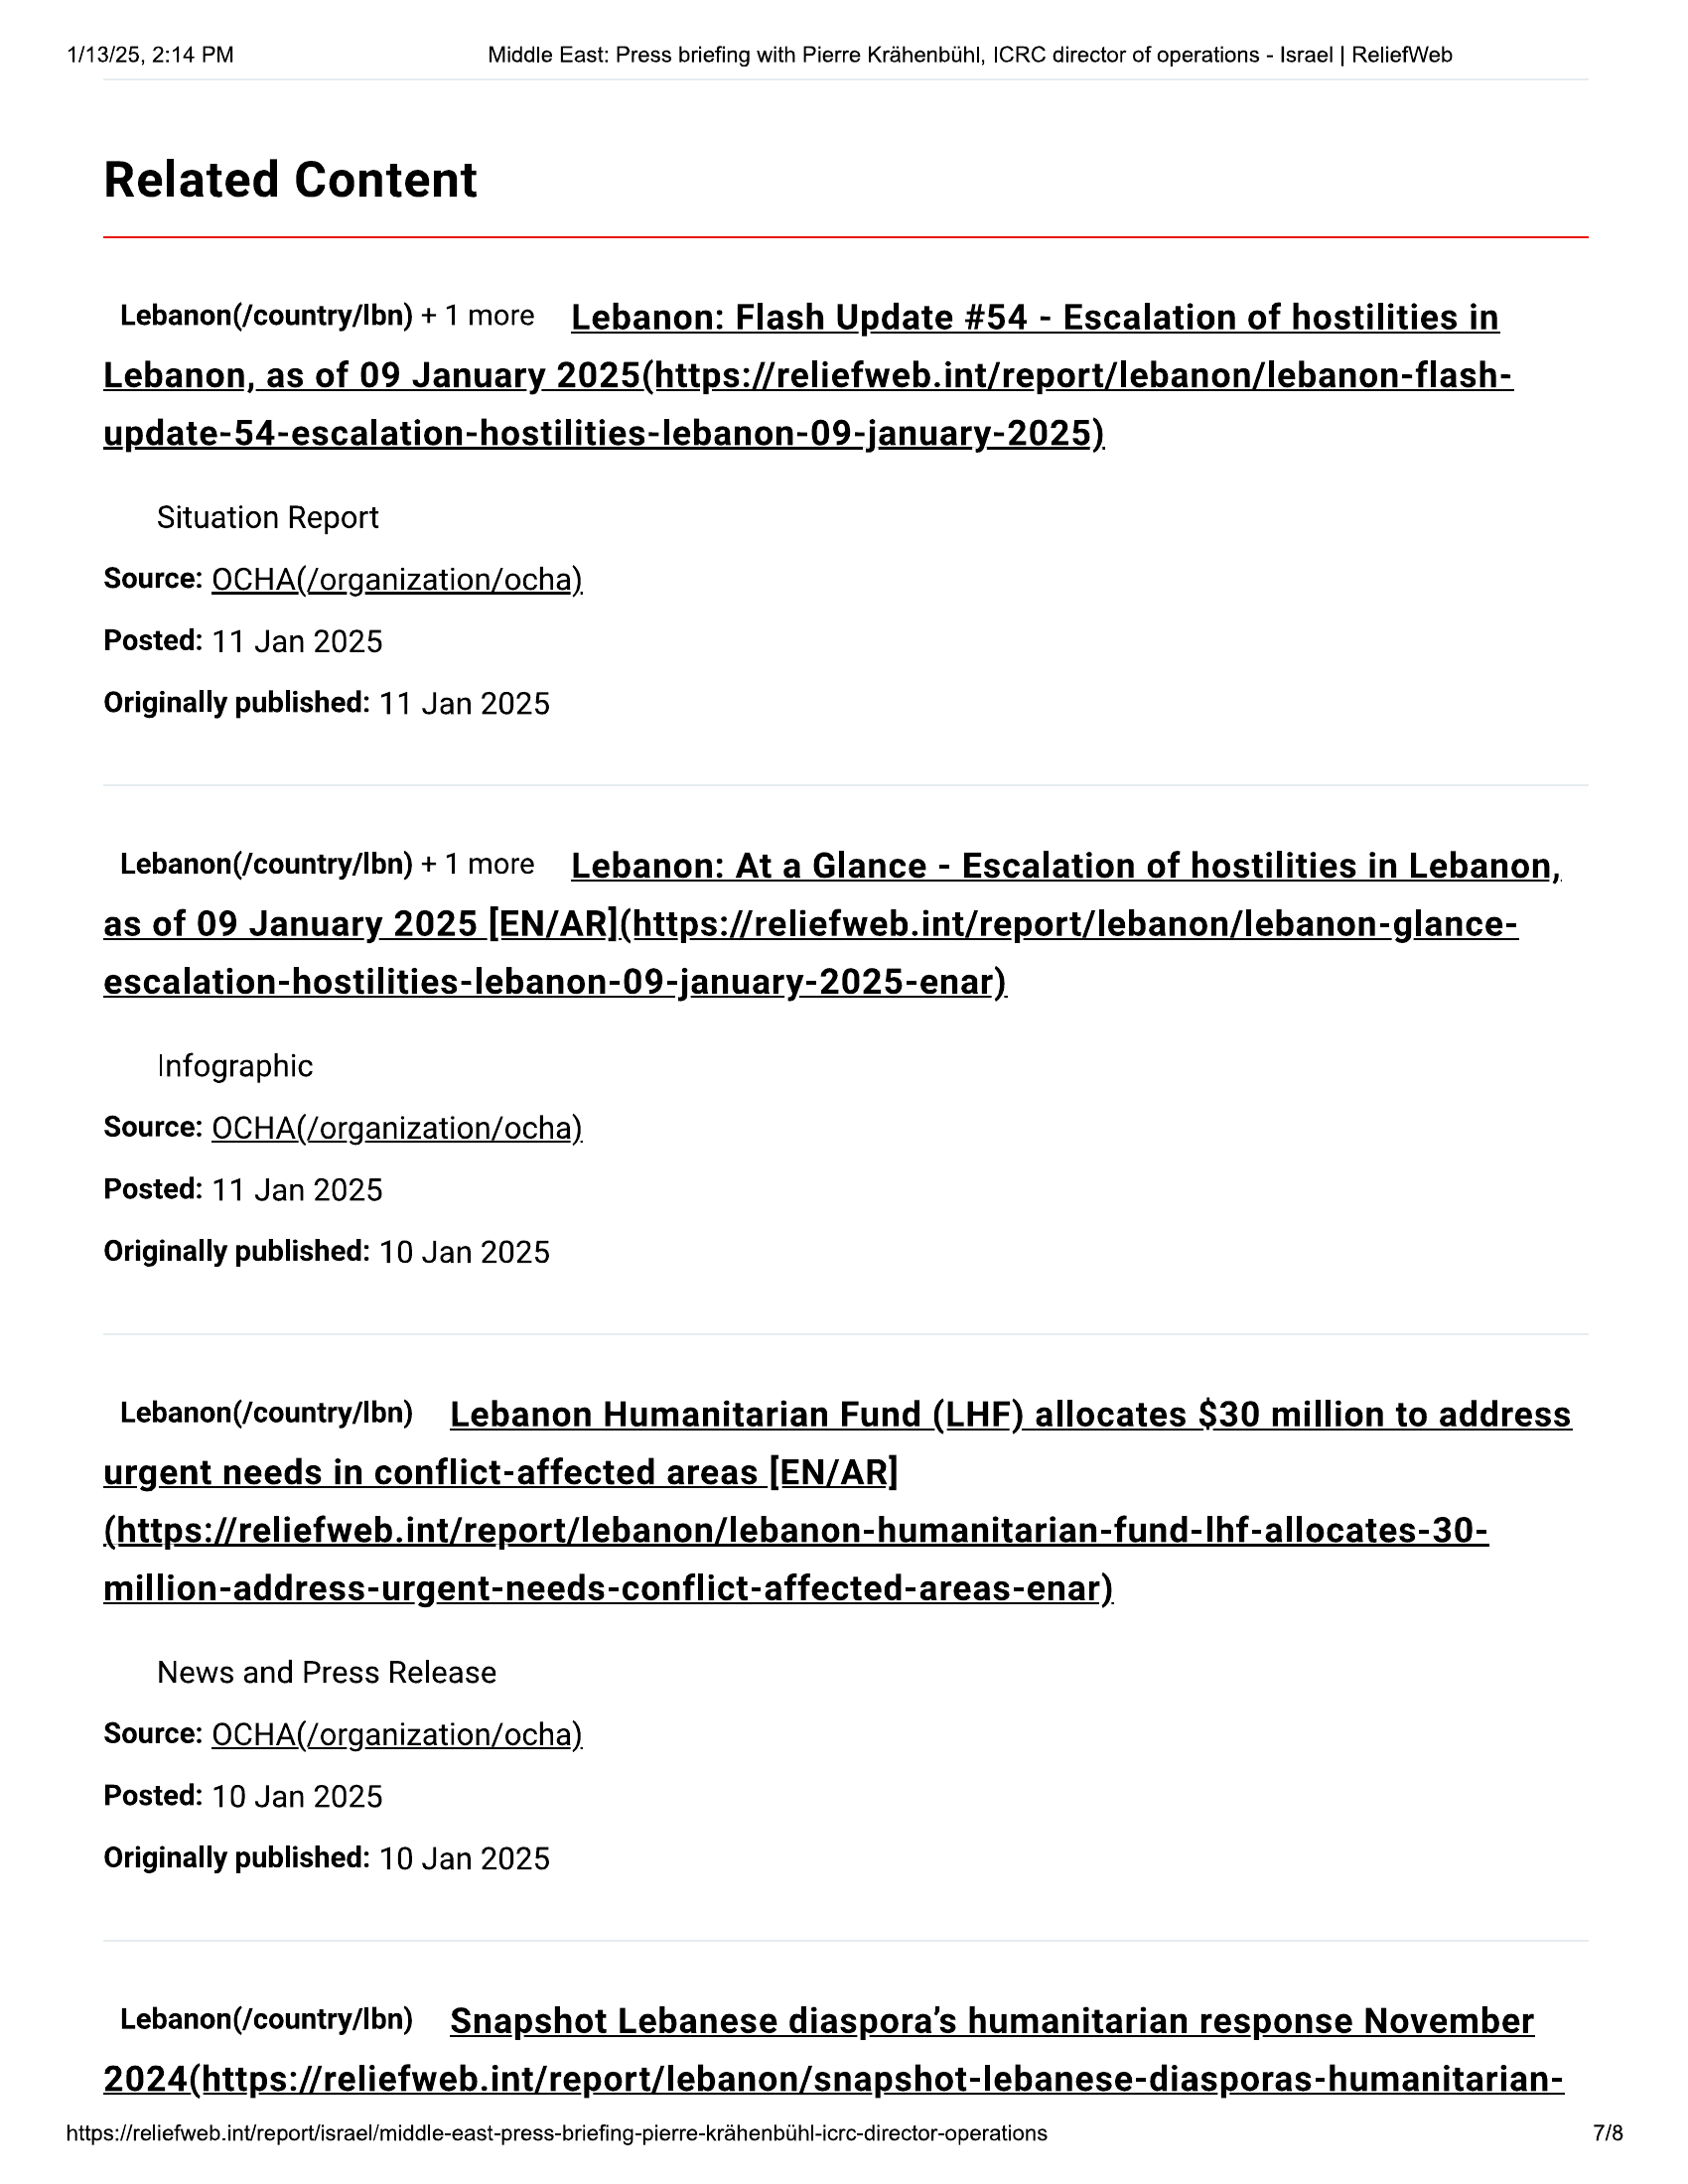 1/13/25, 2:14 PM Middle East: Press briefing with Pierre Krähenbühl, ICRC director of operations - Israel | ReliefWeb
Related Content
Lebanon(/country/lbn) + 1 more Lebanon: Flash Update #54 - Escalation of hostilities in
Lebanon, as of 09 January 2025(https://reliefweb.int/report/lebanon/lebanon-flash-
update-54-escalation-hostilities-lebanon-09-january-2025)
Situation Report
Source: OCHA(/organization/ocha)
Posted: 11 Jan 2025
Originally published: 11 Jan 2025
Lebanon(/country/lbn) + 1 more Lebanon: At a Glance - Escalation of hostilities in Lebanon,
as of 09 January 2025 [EN/AR](https://reliefweb.int/report/lebanon/lebanon-glance-
escalation-hostilities-lebanon-09-january-2025-enar)
Infographic
Source: OCHA(/organization/ocha)
Posted: 11 Jan 2025
Originally published: 10 Jan 2025
Lebanon(/country/lbn) Lebanon Humanitarian Fund (LHF) allocates $30 million to address
urgent needs in conflict-affected areas [EN/AR]
(https://reliefweb.int/report/lebanon/lebanon-humanitarian-fund-lhf-allocates-30-
million-address-urgent-needs-conflict-affected-areas-enar)
News and Press Release
Source: OCHA(/organization/ocha)
Posted: 10 Jan 2025
Originally published: 10 Jan 2025
Lebanon(/country/lbn) Snapshot Lebanese diaspora’s humanitarian response November
2024(https://reliefweb.int/report/lebanon/snapshot-lebanese-diasporas-humanitarian-
https://reliefweb.int/report/israel/middle-east-press-briefing-pierre-krähenbühl-icrc-director-operations 7/8